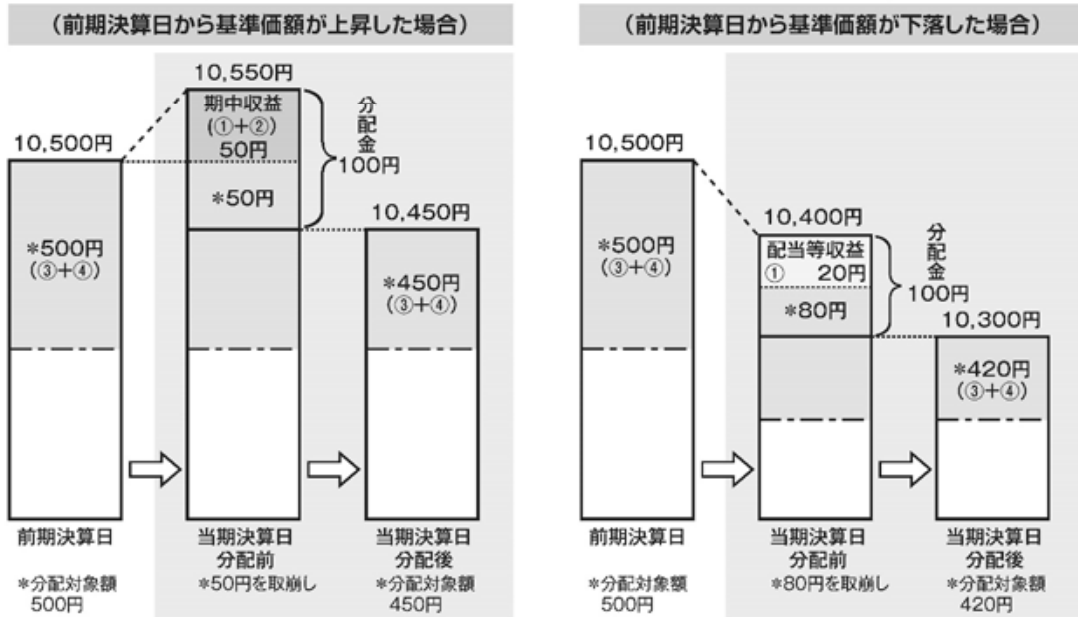 (前期決算日から基準価額が上昇した場合)
10,550円
期中収益
(①+②)
50円
*50円
分配金
100円
10,500円
*500円
(③+④)
10,450円
*450円
(③+④)
前期決算日
当期決算日
分配前
当期決算日
分配後
*分配対象額
500円
*50円を取崩し
*分配対象額
450円
(前期決算日から基準価額が下落した場合)
10,500円
*500円
(③+④)
10,400円
配当等収益
① 20円
*80円
分配金
100円
10,300円
*420円
(③+④)
前期決算日
当期決算日
分配前
当期決算日
分配後
*分配対象額
500円
*80円を取崩し
*分配対象額
420円